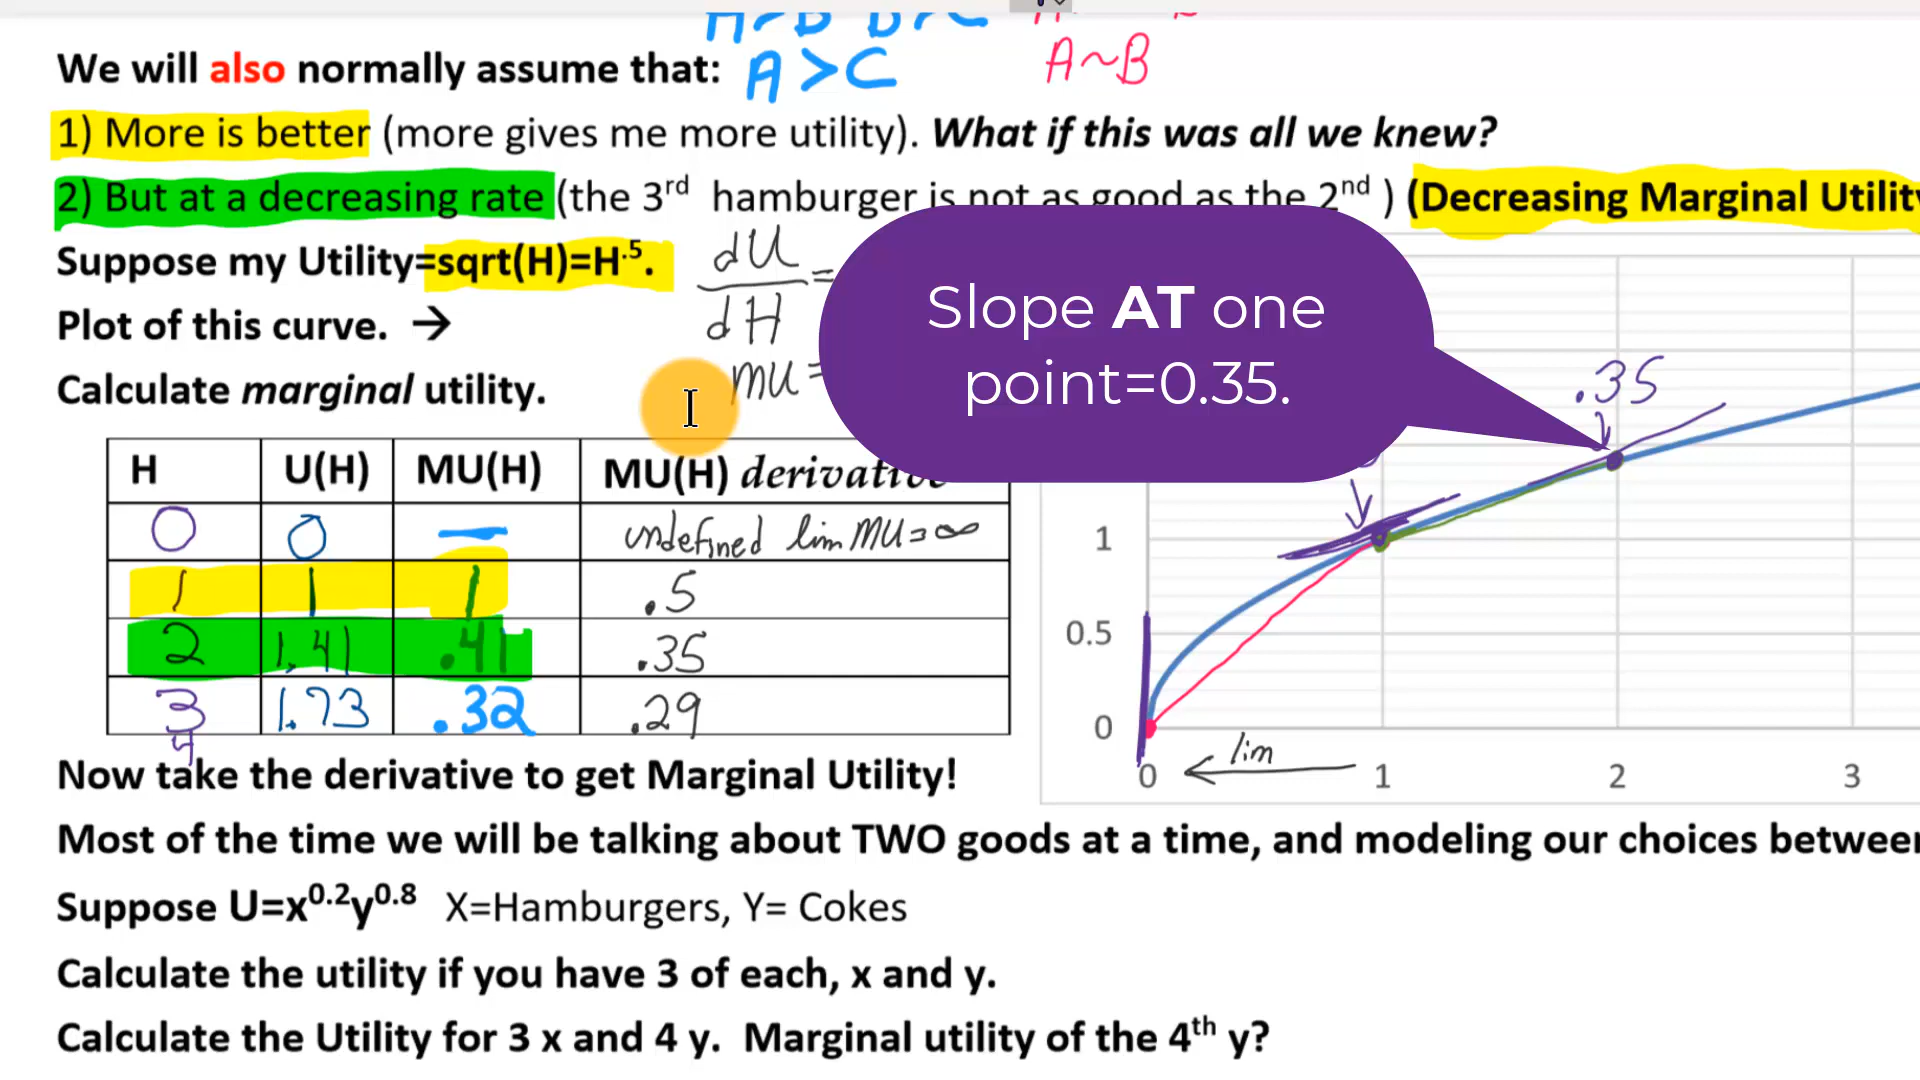 A>B B>C
We will also normally assume that: A>C A~B
1) More is better (more gives me more utility). What if this was all we knew?
2) But at a decreasing rate (the 3rd hamburger is not as good as the 2nd ) (Decreasing Marginal Utility
Suppose my Utility=sqrt(H)=H.5.
dU
dH
=
Plot of this curve. →
Calculate marginal utility.
mu=
Slope AT one
point=0.35.
.35
H U(H) MU(H) MU(H) derivative
0 0 — undefined lim MU=∞
1 1 1 .5
2 1.41 .41 .35
3 1.73 .32 .29
4
1
0.5
0
lim
0 1 2 3
Now take the derivative to get Marginal Utility!
Most of the time we will be talking about TWO goods at a time, and modeling our choices between
Suppose U=x0.2y0.8 X=Hamburgers, Y= Cokes
Calculate the utility if you have 3 of each, x and y.
Calculate the Utility for 3 x and 4 y. Marginal utility of the 4th y?